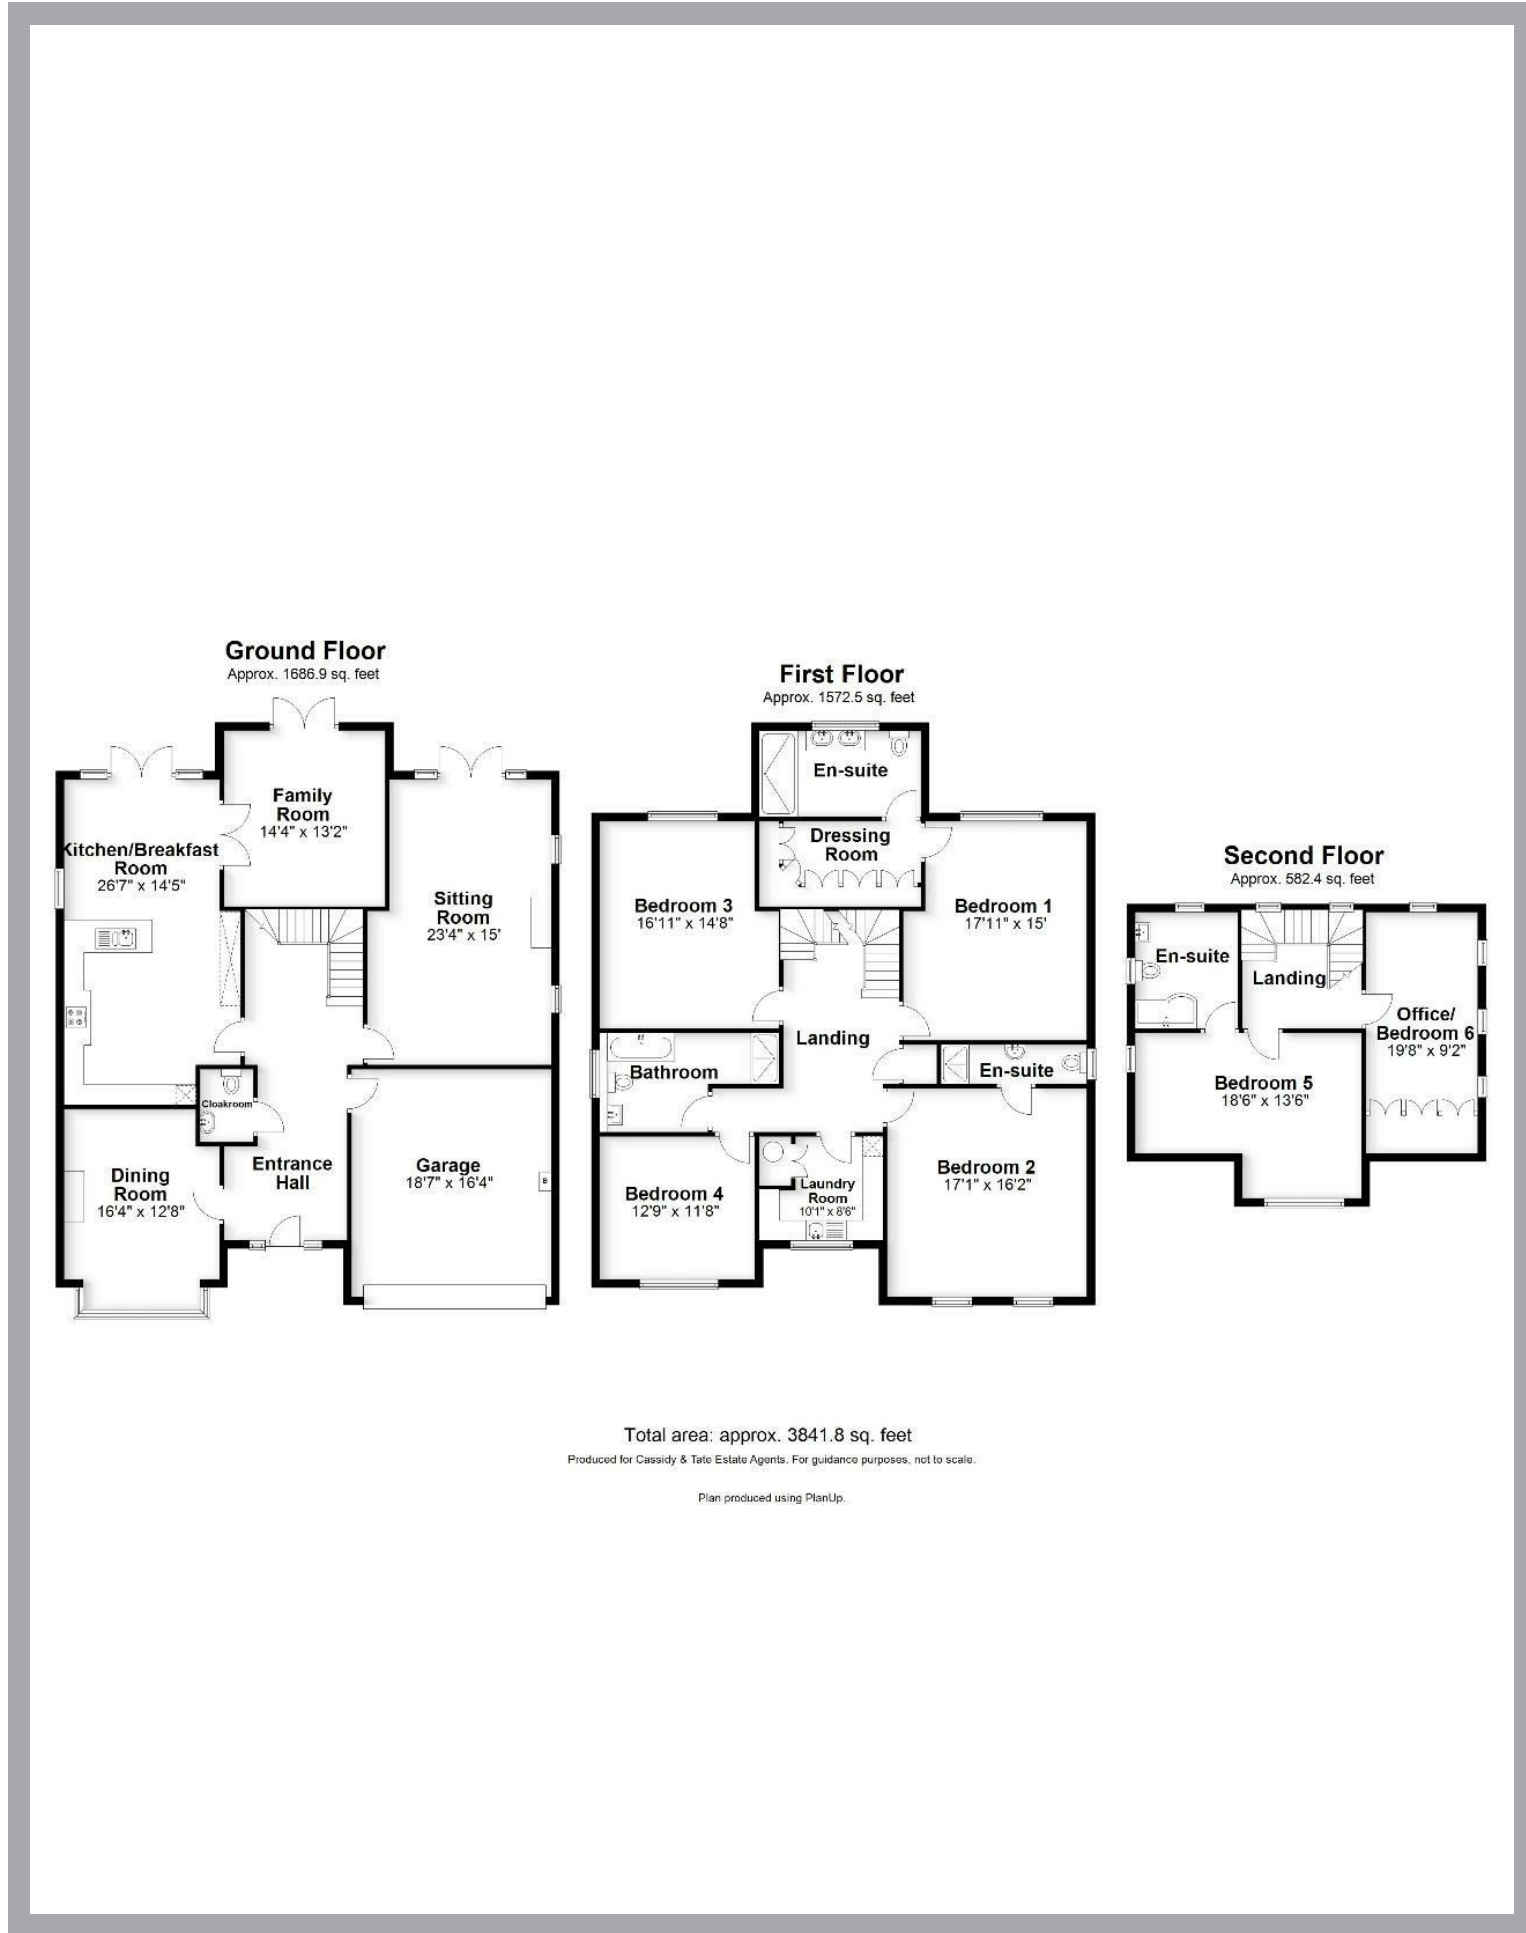 Ground Floor
Approx. 1686.9 sq. feet
Family
Room
14'4" x 13'2"
Kitchen/Breakfast
Room
26'7" x 14'5"
Sitting
Room
23'4" x 15'
Cloakroom
Entrance
Hall
Dining
Room
16'4" x 12'8"
Garage
18'7" x 16'4"
First Floor
Approx. 1572.5 sq. feet
En-suite
Dressing
Room
Bedroom 3
16'11" x 14'8"
Bedroom 1
17'11" x 15'
Landing
Bathroom
En-suite
Bedroom 4
12'9" x 11'8"
Laundry
Room
10'1" x 8'6"
Bedroom 2
17'1" x 16'2"
Second Floor
Approx. 582.4 sq. feet
En-suite
Landing
Office/
Bedroom 6
19'8" x 9'2"
Bedroom 5
18'6" x 13'6"
Total area: approx. 3841.8 sq. feet
Produced for Cassidy & Tate Estate Agents. For guidance purposes, not to scale.
Plan produced using PlanUp.